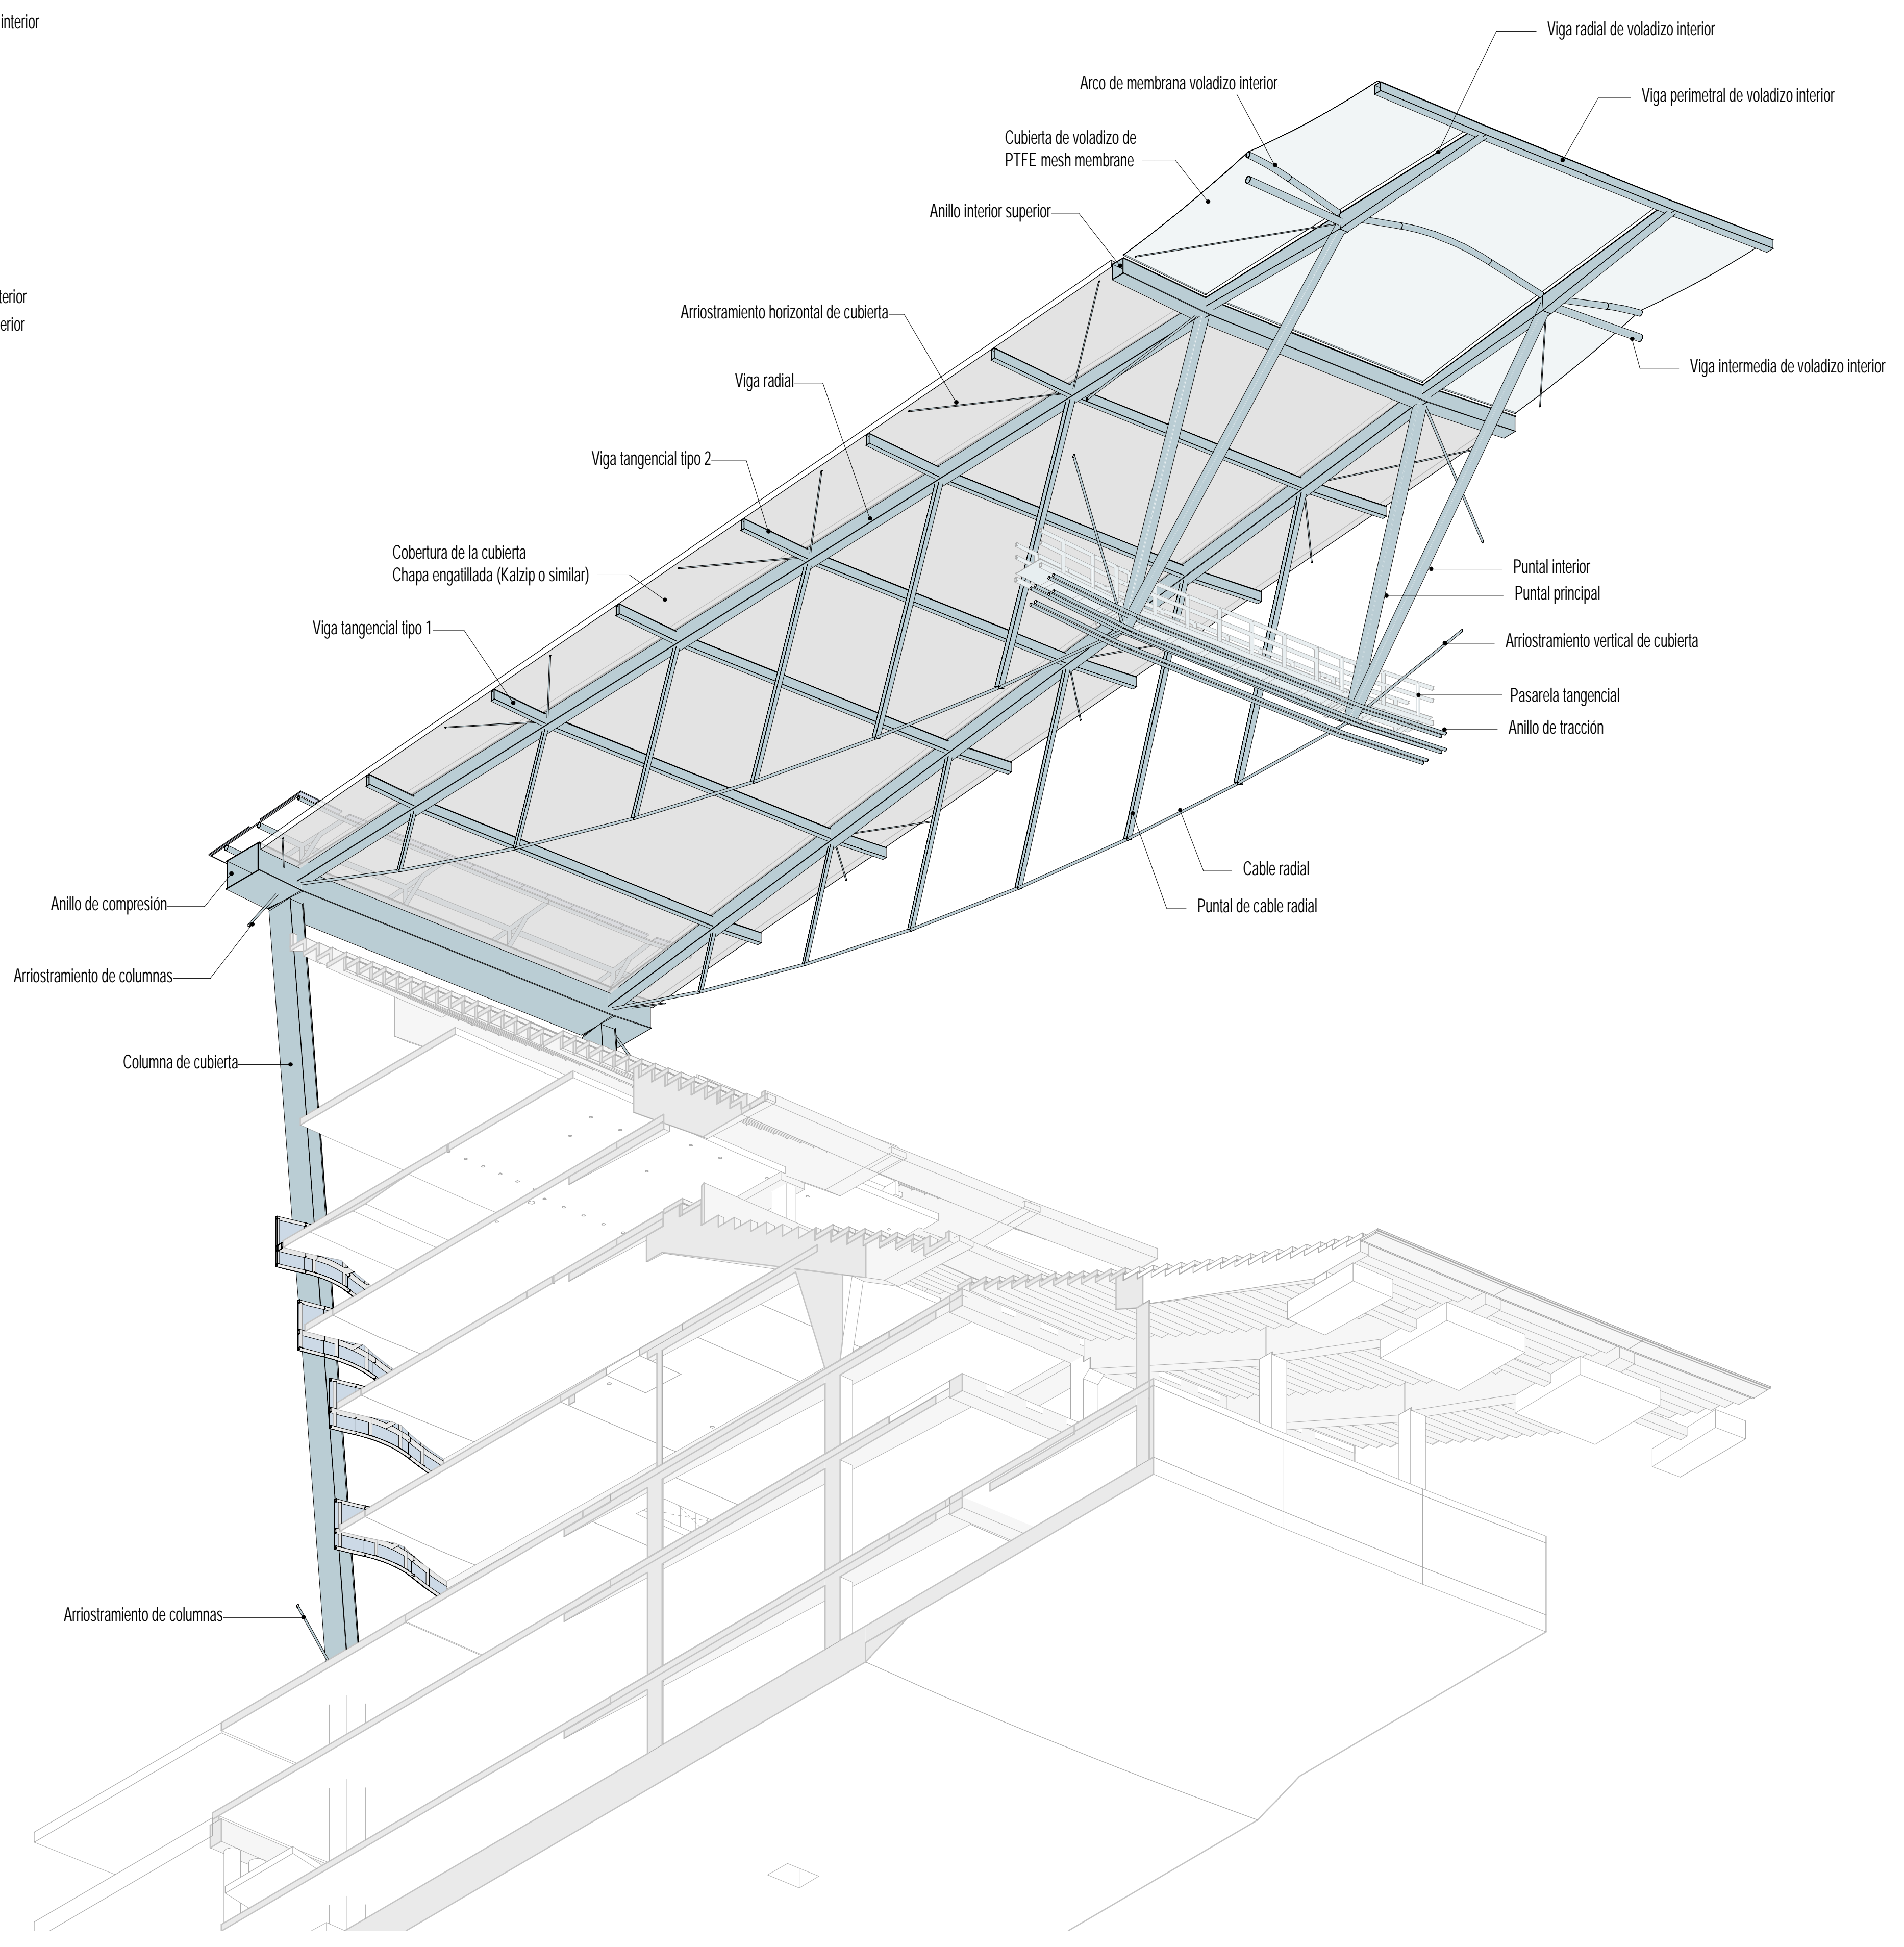 interior
Viga radial de voladizo interior
Arco de membrana voladizo interior
Viga perimetral de voladizo interior
Cubierta de voladizo de
PTFE mesh membrane
Anillo interior superior
terior
erior
Arriostramiento horizontal de cubierta
Viga intermedia de voladizo interior
Viga radial
Viga tangencial tipo 2
Cobertura de la cubierta
Chapa engatillada (Kalzip o similar)
Puntal interior
Puntal principal
Viga tangencial tipo 1
Arriostramiento vertical de cubierta
Pasarela tangencial
Anillo de tracción
Cable radial
Puntal de cable radial
Anillo de compresión
Arriostramiento de columnas
Columna de cubierta
Arriostramiento de columnas